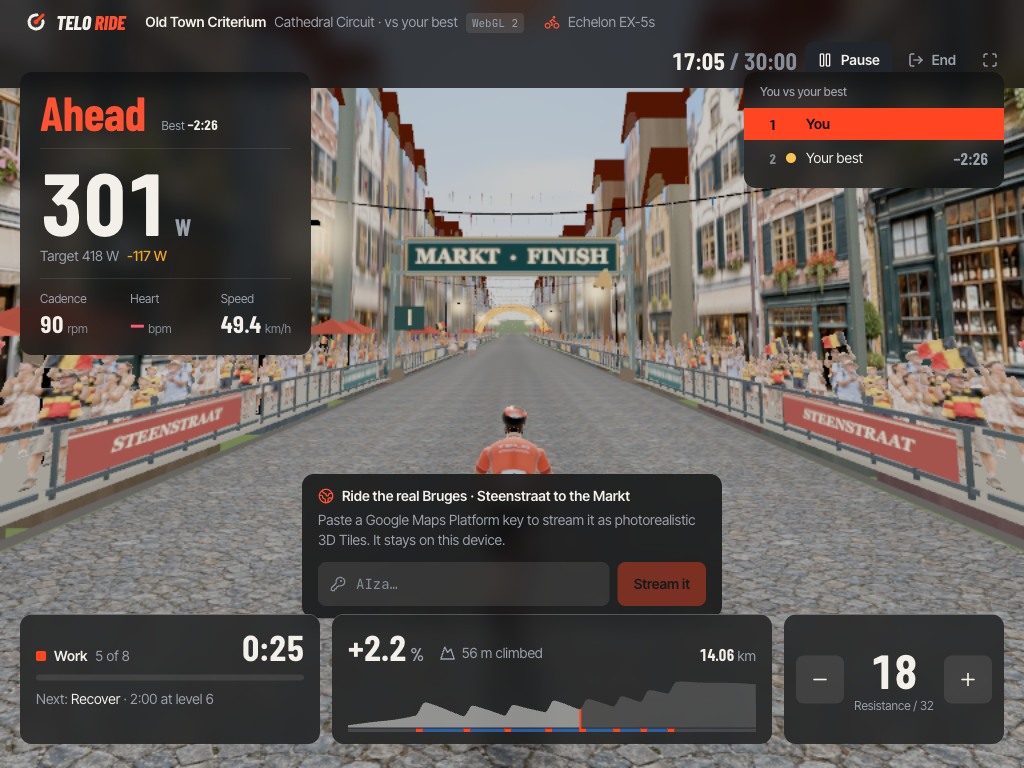 TELO RIDE Old Town Criterium Cathedral Circuit · vs your best WebGL 2 Echelon EX-5s
17:05 / 30:00 Pause End
Ahead Best −2:26
301 W
Target 418 W -117 W
Cadence Heart Speed
90 rpm – bpm 49.4 km/h
You vs your best
1 You
2 Your best −2:26
MARKT · FINISH
I
STEENSTRAAT
STEENSTRAAT
Ride the real Bruges · Steenstraat to the Markt
Paste a Google Maps Platform key to stream it as photorealistic
3D Tiles. It stays on this device.
AIza… Stream it
Work 5 of 8 0:25
Next: Recover · 2:00 at level 6
+2.2 % 56 m climbed 14.06 km
− 18 +
Resistance / 32